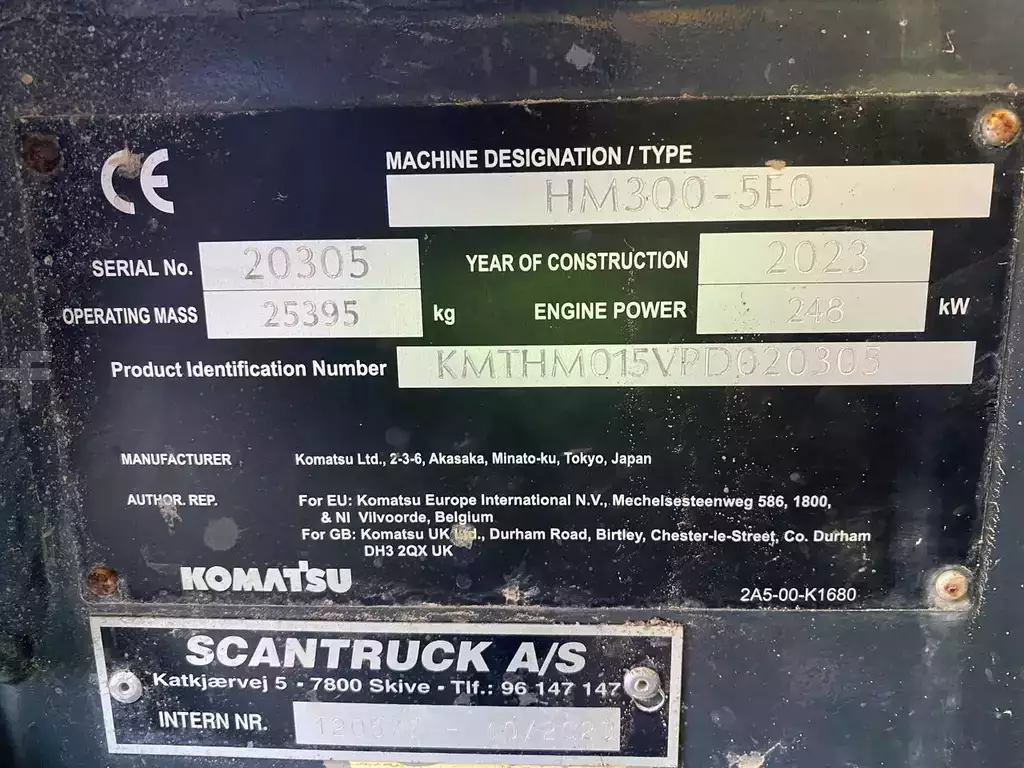 CE
MACHINE DESIGNATION / TYPE
HM300-5E0
SERIAL No. 20305 YEAR OF CONSTRUCTION 2023
OPERATING MASS 25395 kg ENGINE POWER 248 kW
Product Identification Number KMTHM015VPD020305
MANUFACTURER Komatsu Ltd., 2-3-6, Akasaka, Minato-ku, Tokyo, Japan
AUTHOR. REP. For EU: Komatsu Europe International N.V., Mechelsesteenweg 586, 1800,
& NI Vilvoorde, Belgium
For GB: Komatsu UK Ltd., Durham Road, Birtley, Chester-le-Street, Co. Durham
DH3 2QX UK
KOMATSU
2A5-00-K1680
SCANTRUCK A/S
Katkjærvej 5 - 7800 Skive - Tlf.: 96 147 147
INTERN NR.